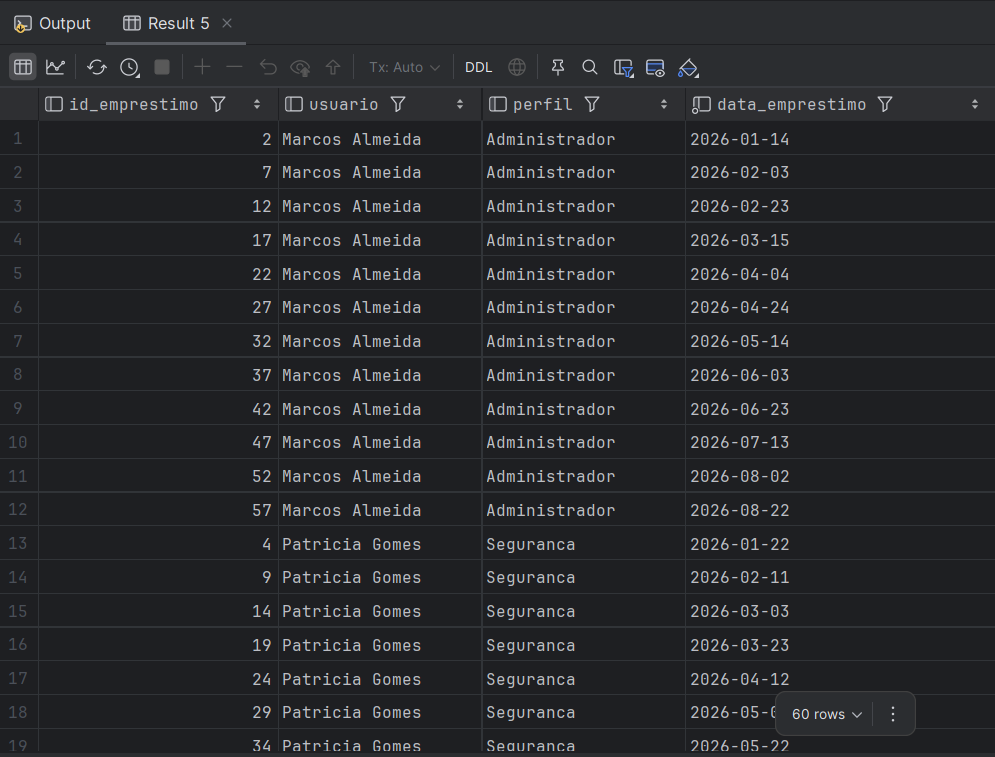 Output Result 5
Tx: Auto DDL
id_emprestimo usuario perfil data_emprestimo
1 2 Marcos Almeida Administrador 2026-01-14
2 7 Marcos Almeida Administrador 2026-02-03
3 12 Marcos Almeida Administrador 2026-02-23
4 17 Marcos Almeida Administrador 2026-03-15
5 22 Marcos Almeida Administrador 2026-04-04
6 27 Marcos Almeida Administrador 2026-04-24
7 32 Marcos Almeida Administrador 2026-05-14
8 37 Marcos Almeida Administrador 2026-06-03
9 42 Marcos Almeida Administrador 2026-06-23
10 47 Marcos Almeida Administrador 2026-07-13
11 52 Marcos Almeida Administrador 2026-08-02
12 57 Marcos Almeida Administrador 2026-08-22
13 4 Patricia Gomes Seguranca 2026-01-22
14 9 Patricia Gomes Seguranca 2026-02-11
15 14 Patricia Gomes Seguranca 2026-03-03
16 19 Patricia Gomes Seguranca 2026-03-23
17 24 Patricia Gomes Seguranca 2026-04-12
18 29 Patricia Gomes Seguranca 2026-05-
60 rows
19 34 Patricia Gomes Seguranca 2026-05-22